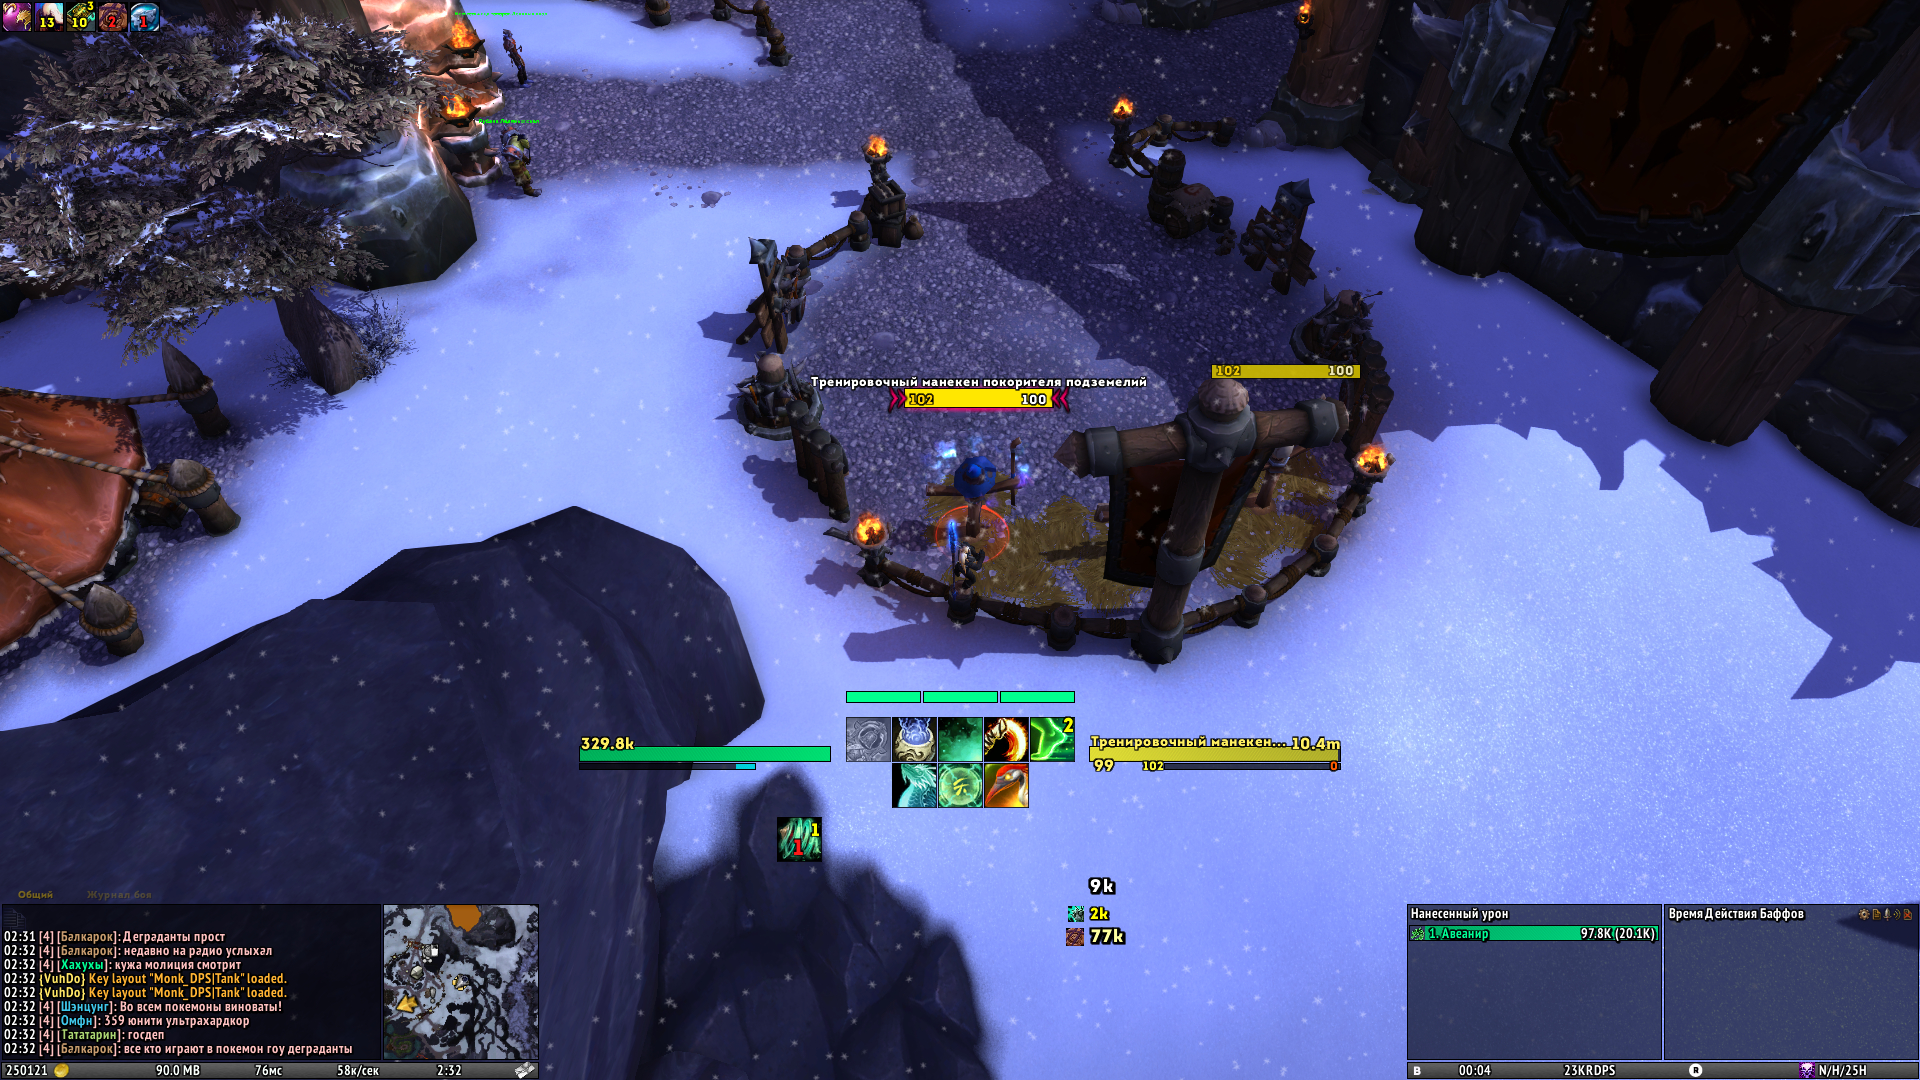 13
10
3
2
1
Тренировочный манекен покорителя подземелий
102 100
102 100
329.8k
2
Тренировочный манекен... 10.4m
99 102 0
1
1
9k
2k
77k
Общий Журнал боя
02:31 [4] [Балкарок]: Деграданты прост
02:32 [4] [Балкарок]: недавно на радио услыхал
02:32 [4] [Хахухы]: кужа молиция смотрит
02:32 {VuhDo} Key layout "Monk_DPS|Tank" loaded.
02:32 {VuhDo} Key layout "Monk_DPS|Tank" loaded.
02:32 [4] [Шэнцунг]: Во всем покемоны виноваты!
02:32 [4] [Омфн]: 359 юнити ультрахардкор
02:32 [4] [Тататарин]: госдеп
02:32 [4] [Балкарок]: все кто играют в покемон гоу деграданты
250121 90.0 MB 76мс 58к/сек 2:32
Нанесенный урон
1. Авеанир 97.8K (20.1K)
Время Действия Баффов
B 00:04 23KRDPS R N/H/25H